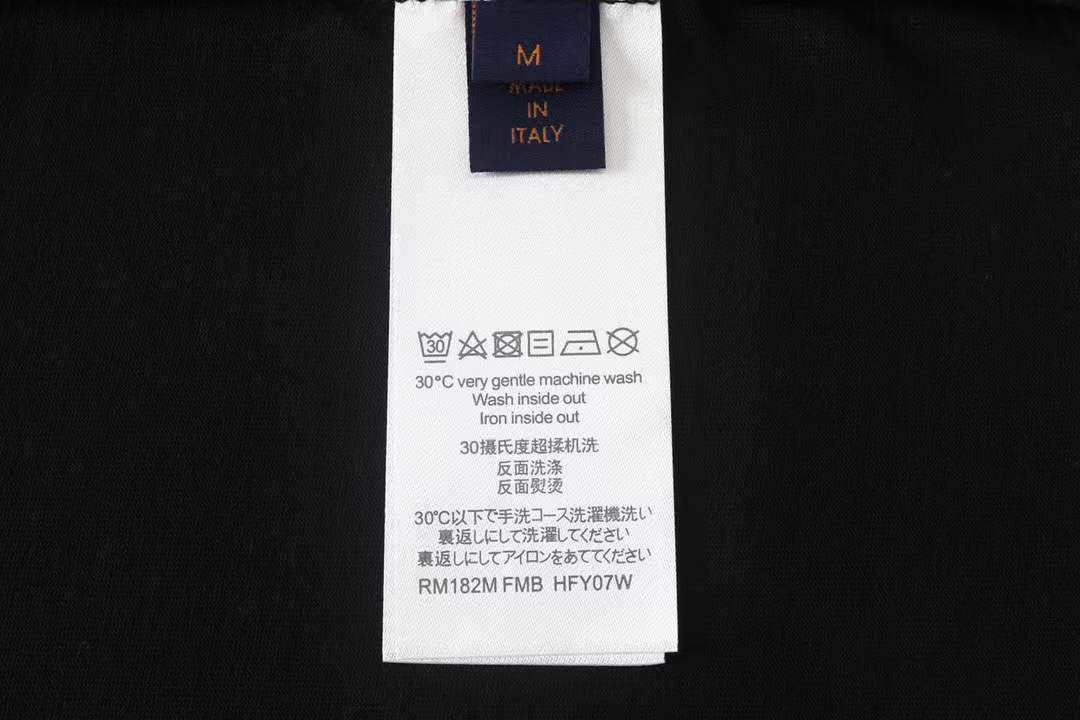 M
MADE
IN
ITALY
30
30°C very gentle machine wash
Wash inside out
Iron inside out
30摄氏度超揉机洗
反面洗涤
反面熨烫
30℃以下で手洗コース洗濯機洗い
裏返しにして洗濯してください
裏返しにしてアイロンをあててください
RM182M FMB HFY07W